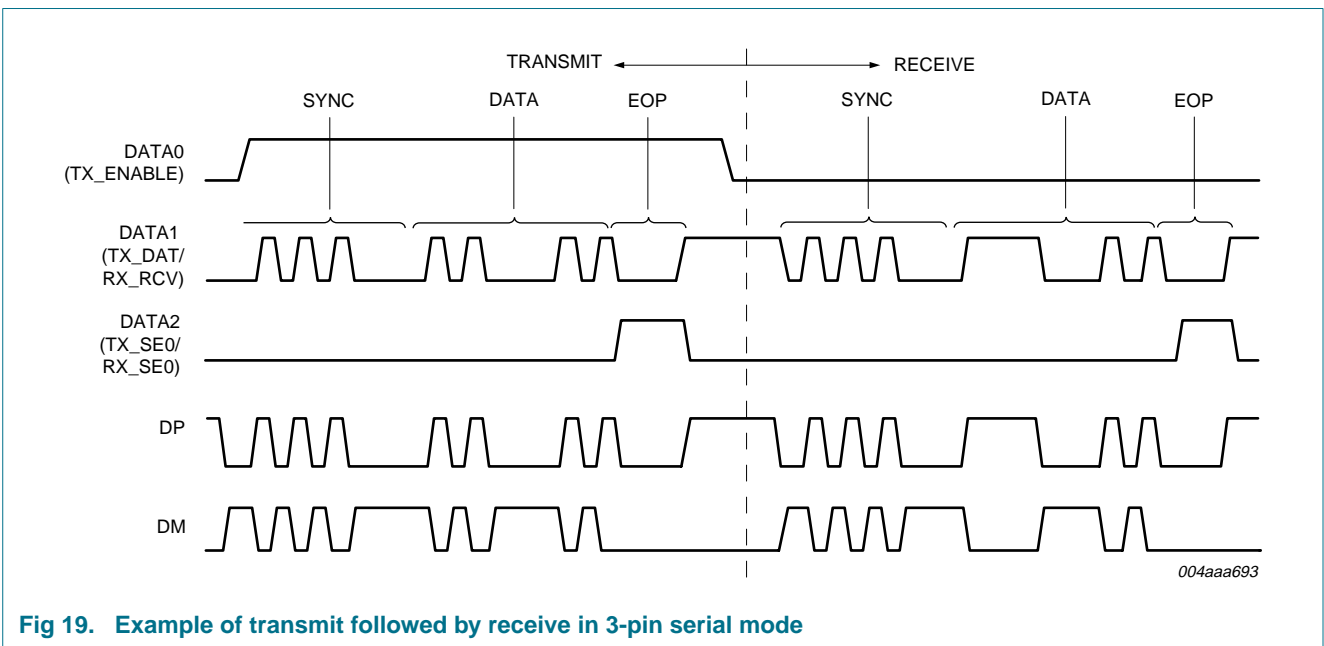 TRANSMIT
RECEIVE
SYNC
DATA
EOP
SYNC
DATA
EOP
DATA0
(TX_ENABLE)
DATA1
(TX_DAT/
RX_RCV)
DATA2
(TX_SE0/
RX_SE0)
DP
DM
004aaa693
Fig 19. Example of transmit followed by receive in 3-pin serial mode